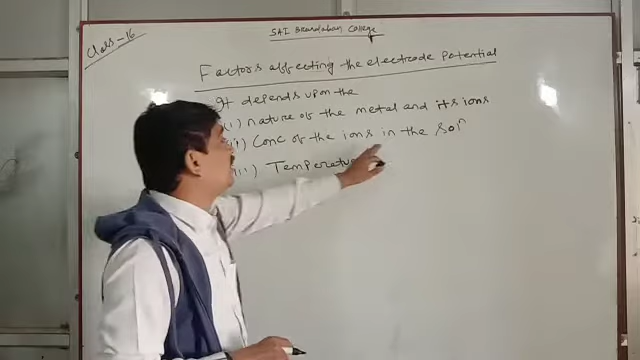 SAI Baundaban College
Class-16
Factors affecting the electrode potential
It depends upon the
(i) nature of the metal and its ions
(ii) Conc of the ions in the Soln
(iii) Temperature